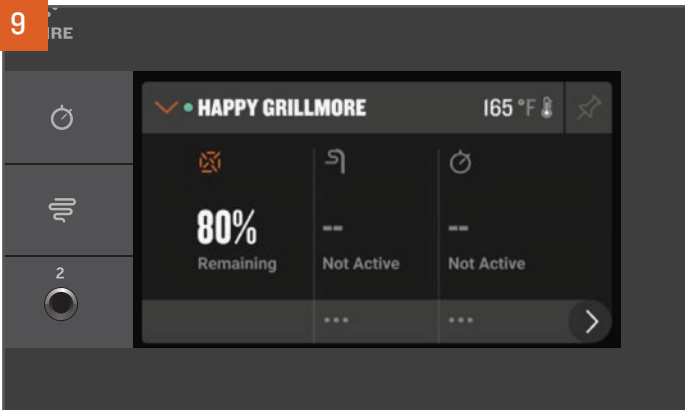 9
IRE
HAPPY GRILLMORE 165 °F
80% -- --
Remaining Not Active Not Active
2
... ...